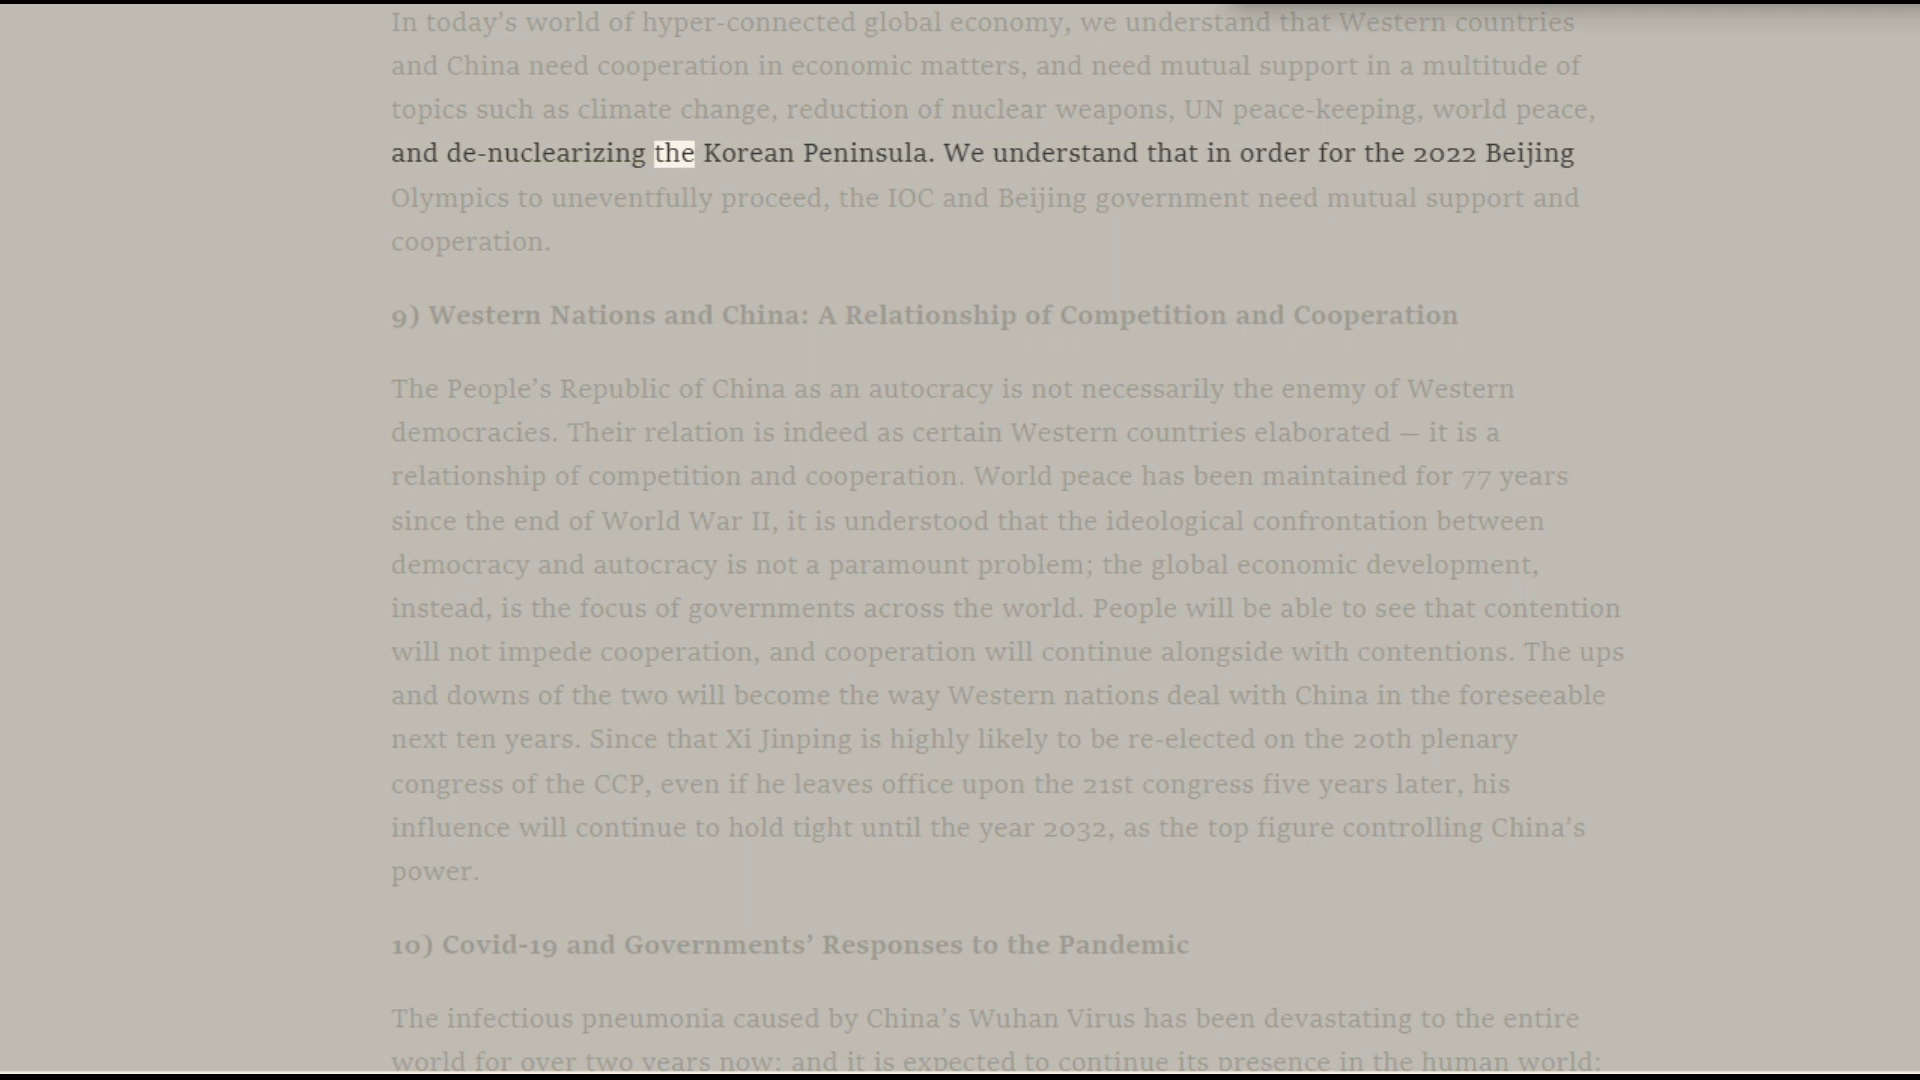 In today’s world of hyper-connected global economy, we understand that Western countries
and China need cooperation in economic matters, and need mutual support in a multitude of
topics such as climate change, reduction of nuclear weapons, UN peace-keeping, world peace,
and de-nuclearizing the Korean Peninsula. We understand that in order for the 2022 Beijing
Olympics to uneventfully proceed, the IOC and Beijing government need mutual support and
cooperation.
9) Western Nations and China: A Relationship of Competition and Cooperation
The People’s Republic of China as an autocracy is not necessarily the enemy of Western
democracies. Their relation is indeed as certain Western countries elaborated — it is a
relationship of competition and cooperation. World peace has been maintained for 77 years
since the end of World War II, it is understood that the ideological confrontation between
democracy and autocracy is not a paramount problem; the global economic development,
instead, is the focus of governments across the world. People will be able to see that contention
will not impede cooperation, and cooperation will continue alongside with contentions. The ups
and downs of the two will become the way Western nations deal with China in the foreseeable
next ten years. Since that Xi Jinping is highly likely to be re-elected on the 20th plenary
congress of the CCP, even if he leaves office upon the 21st congress five years later, his
influence will continue to hold tight until the year 2032, as the top figure controlling China’s
power.
10) Covid-19 and Governments’ Responses to the Pandemic
The infectious pneumonia caused by China’s Wuhan Virus has been devastating to the entire
world for over two years now; and it is expected to continue its presence in the human world;